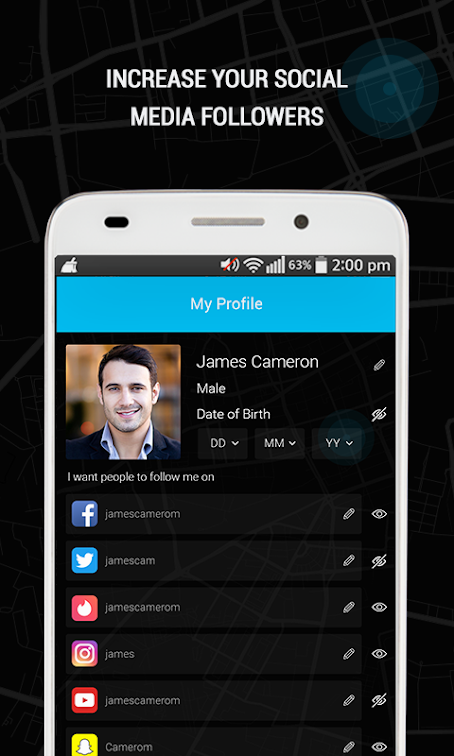 INCREASE YOUR SOCIAL
MEDIA FOLLOWERS
63% 2:00 pm
My Profile
James Cameron
Male
Date of Birth
DD MM YY
I want people to follow me on
jamescamerom
jamescam
jamescamerom
james
jamescamerom
Camerom